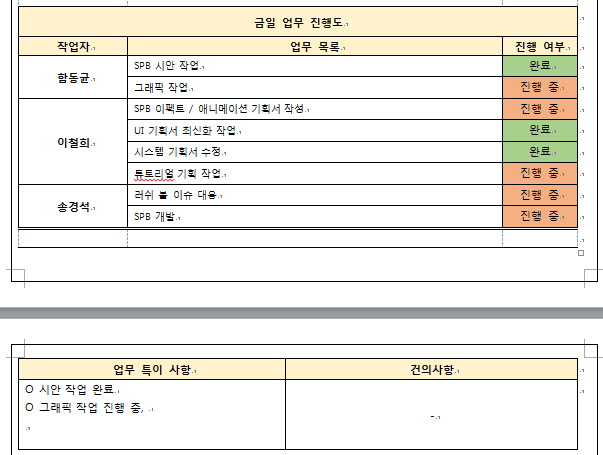 금일 업무 진행도
작업자 업무 목록 진행 여부
함동균 SPB 시안 작업 완료
그래픽 작업 진행 중
이철희 SPB 이펙트 / 애니메이션 기획서 작성 진행 중
UI 기획서 최신화 작업 완료
시스템 기획서 수정 완료
튜토리얼 기획 작업 진행 중
송경석 러쉬 볼 이슈 대응 진행 중
SPB 개발 진행 중
업무 특이 사항 건의사항
O 시안 작업 완료
O 그래픽 작업 진행 중,
-